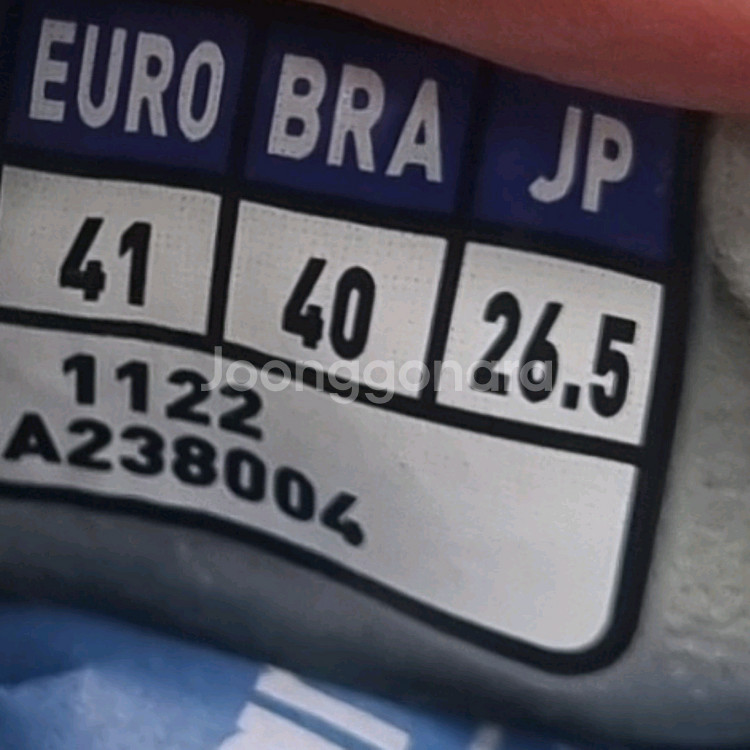 EURO BRA JP
41 40 26.5
1122
A238004
Joonggonara